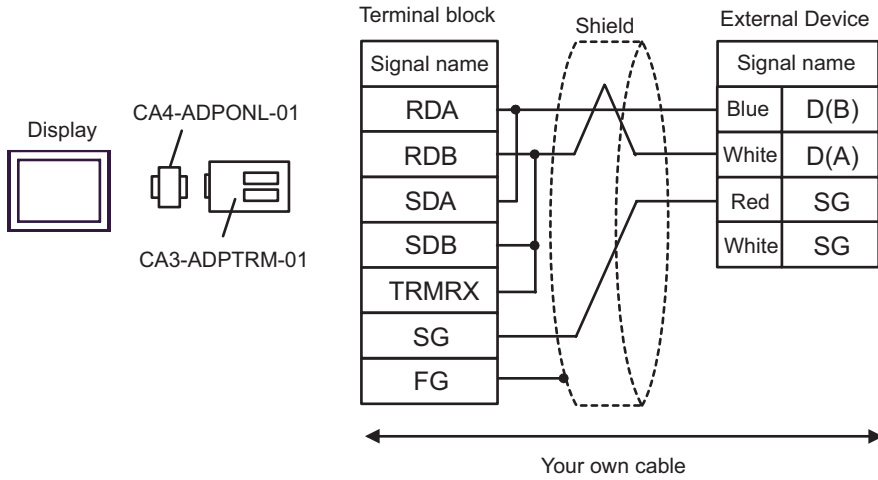 Terminal block
Shield
External Device
Signal name
Signal name
RDA
Blue D(B)
CA4-ADPONL-01
Display
RDB
White D(A)
SDA
Red SG
SDB
White SG
CA3-ADPTRM-01
TRMRX
SG
FG
Your own cable